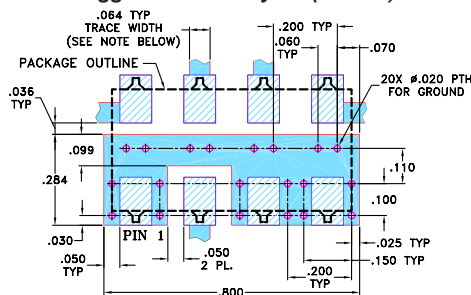 .064 TYP
TRACE WIDTH
(SEE NOTE BELOW)
.200 TYP
.060
TYP
.070
PACKAGE OUTLINE
20X ø.020 PTH
FOR GROUND
.036
TYP
.099
.284
.110
.100
.030
PIN 1
.050
TYP
.050
2 PL.
.025 TYP
.150 TYP
.200
TYP
.800